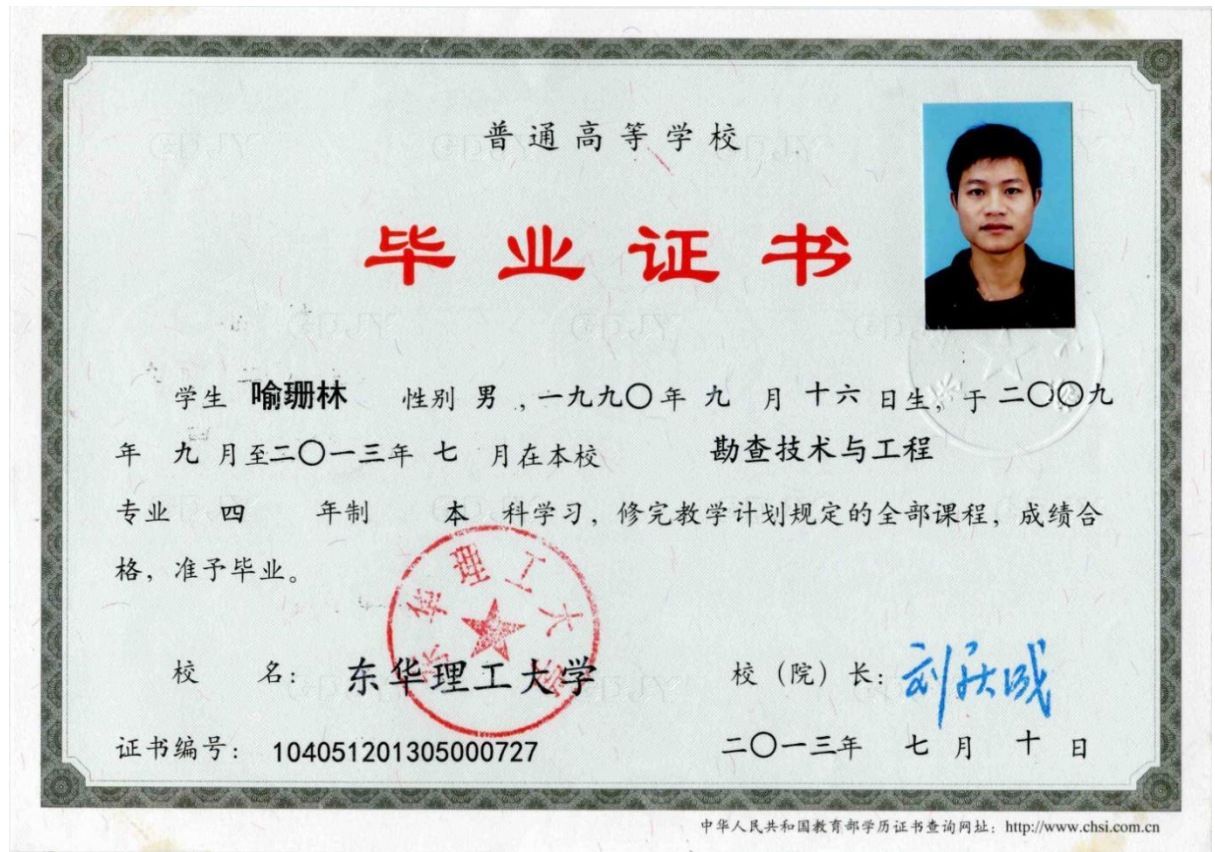 普通高等学校
毕业证书
学生 喻珊林 性别 男 , 一九九〇年 九 月 十六 日生, 于 二〇〇九
年 九 月至二〇一三年 七 月在本校 勘查技术与工程
专业 四 年制 本 科学习, 修完教学计划规定的全部课程, 成绩合
格, 准予毕业。
东华理工大学
校 名: 东华理工大学 校(院)长:
证书编号: 104051201305000727 二〇一三年 七 月 十 日
中华人民共和国教育部学历证书查询网址: http://www.chsi.com.cn